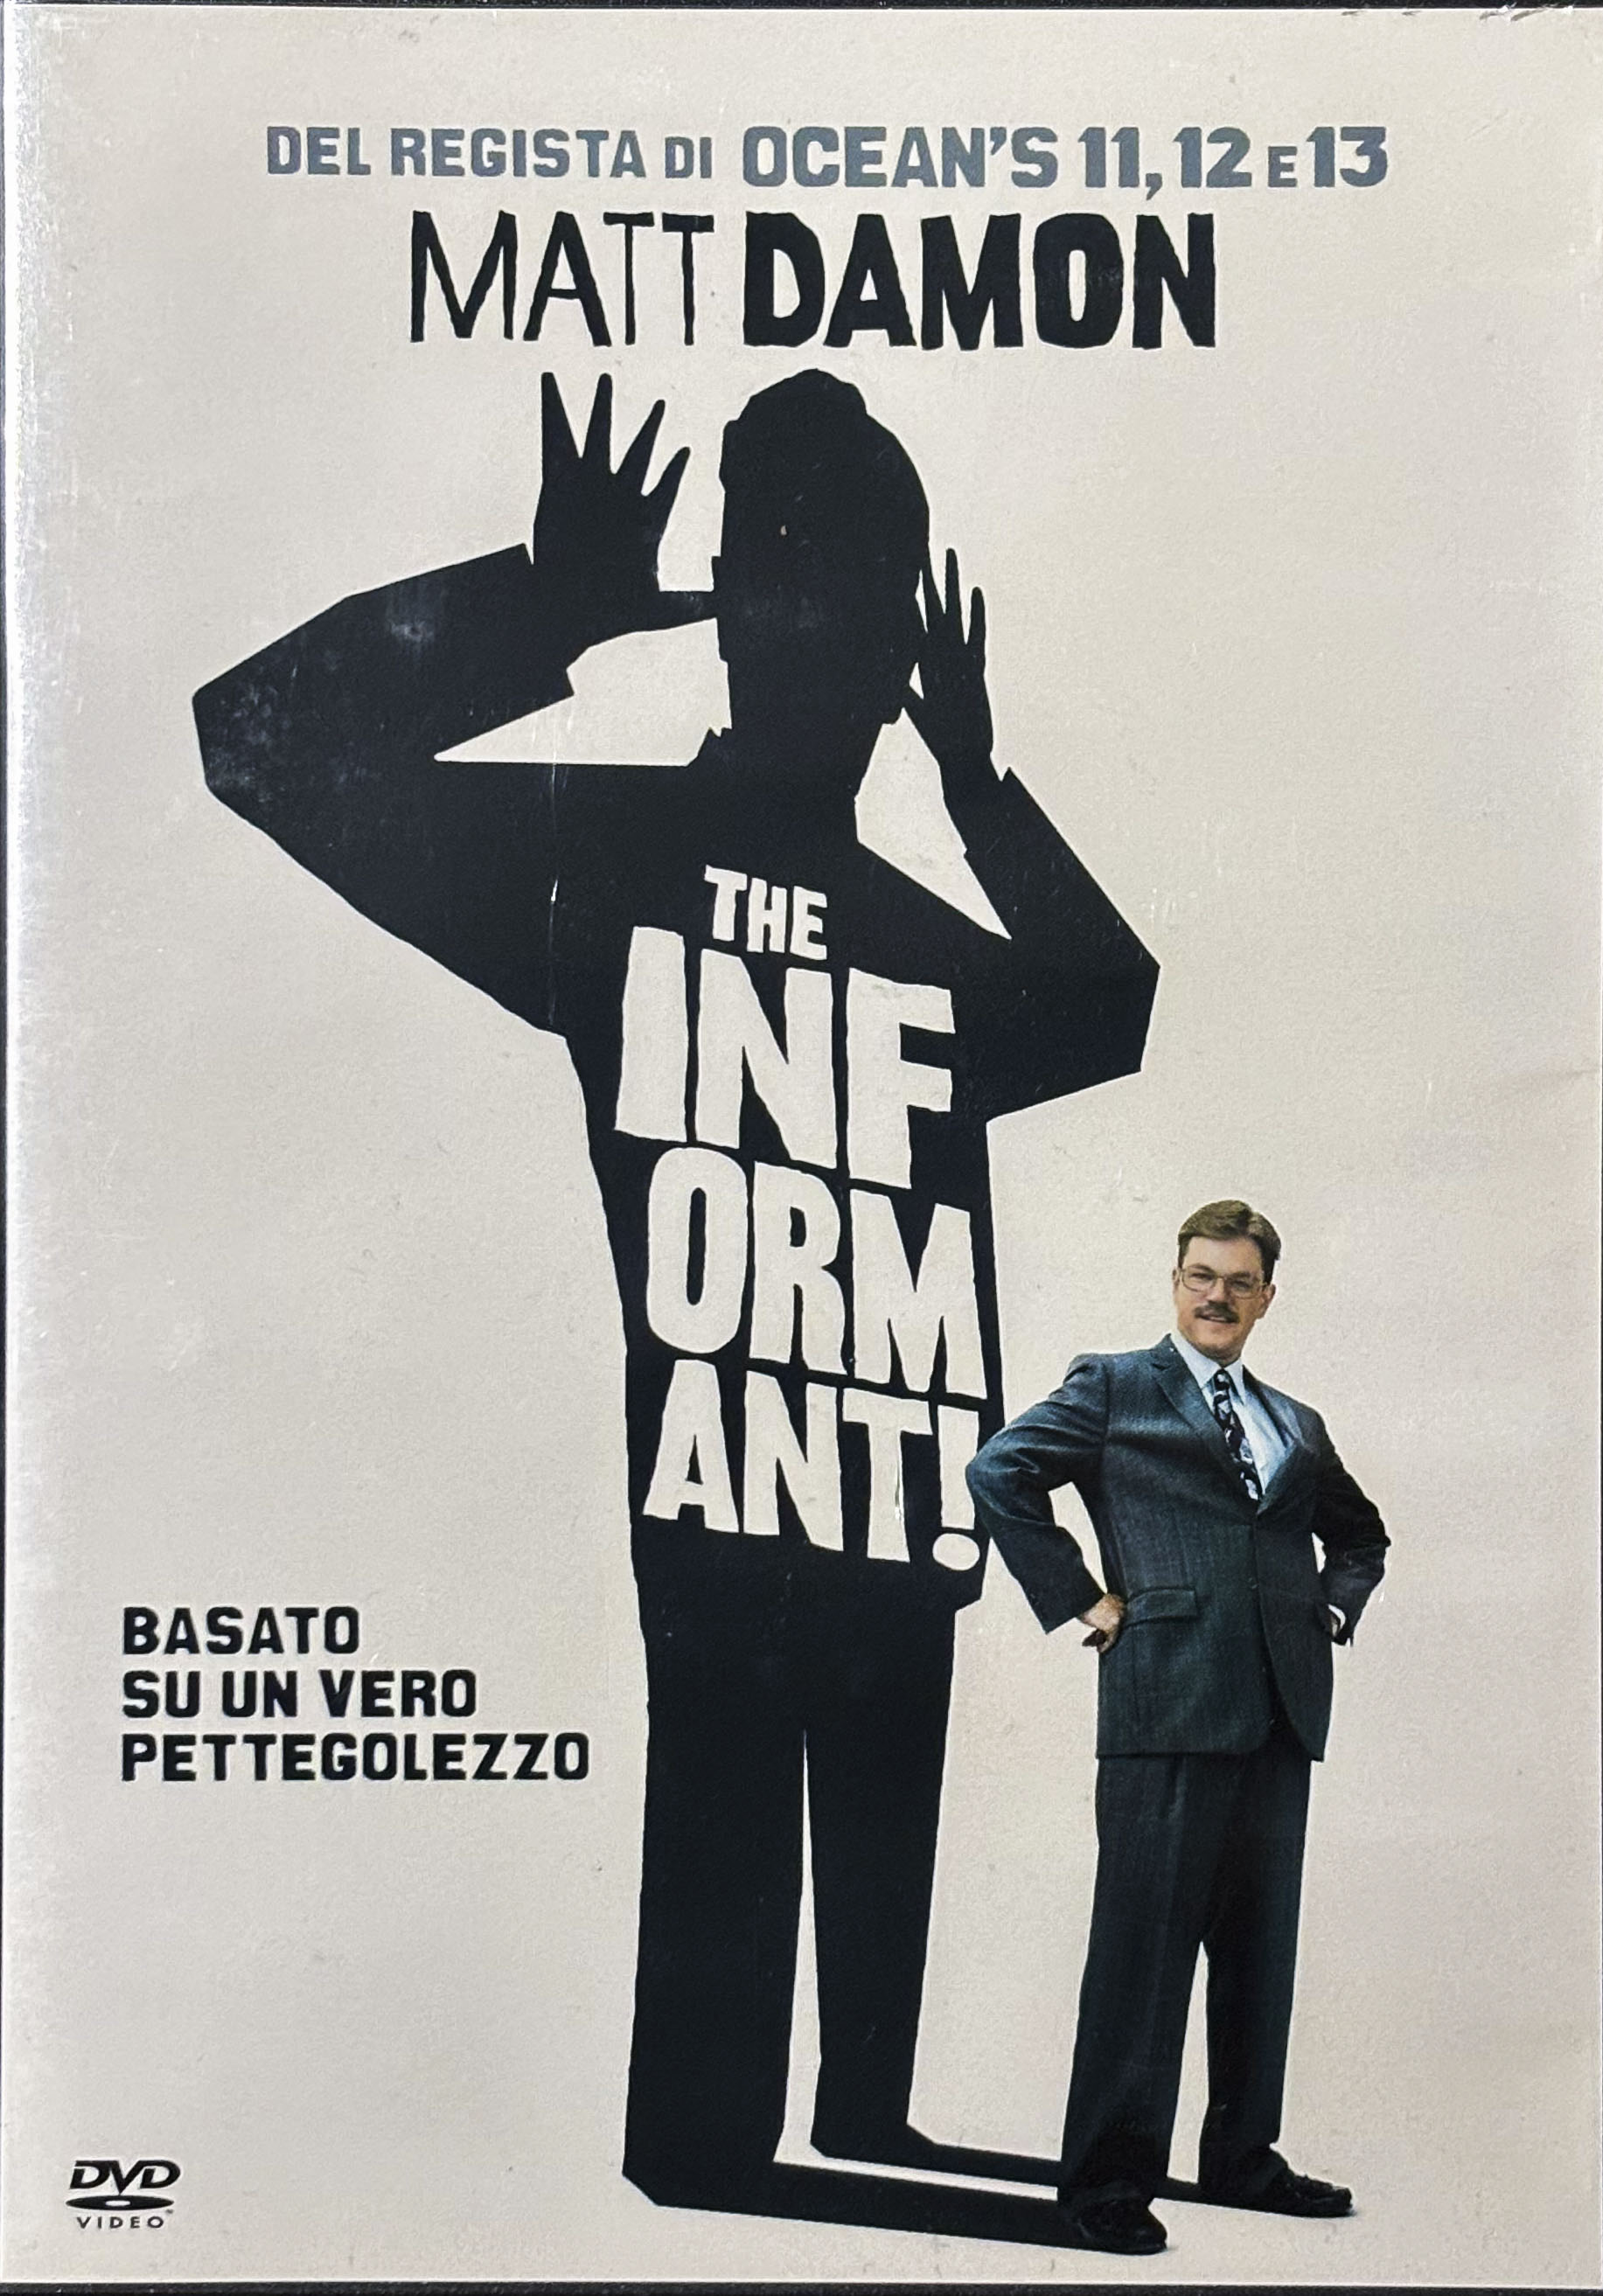 DEL REGISTA DI OCEAN'S 11, 12 E 13
MATT DAMON
THE
INF
ORM
ANT!
BASATO
SU UN VERO
PETTEGOLEZZO
DVD
VIDEO